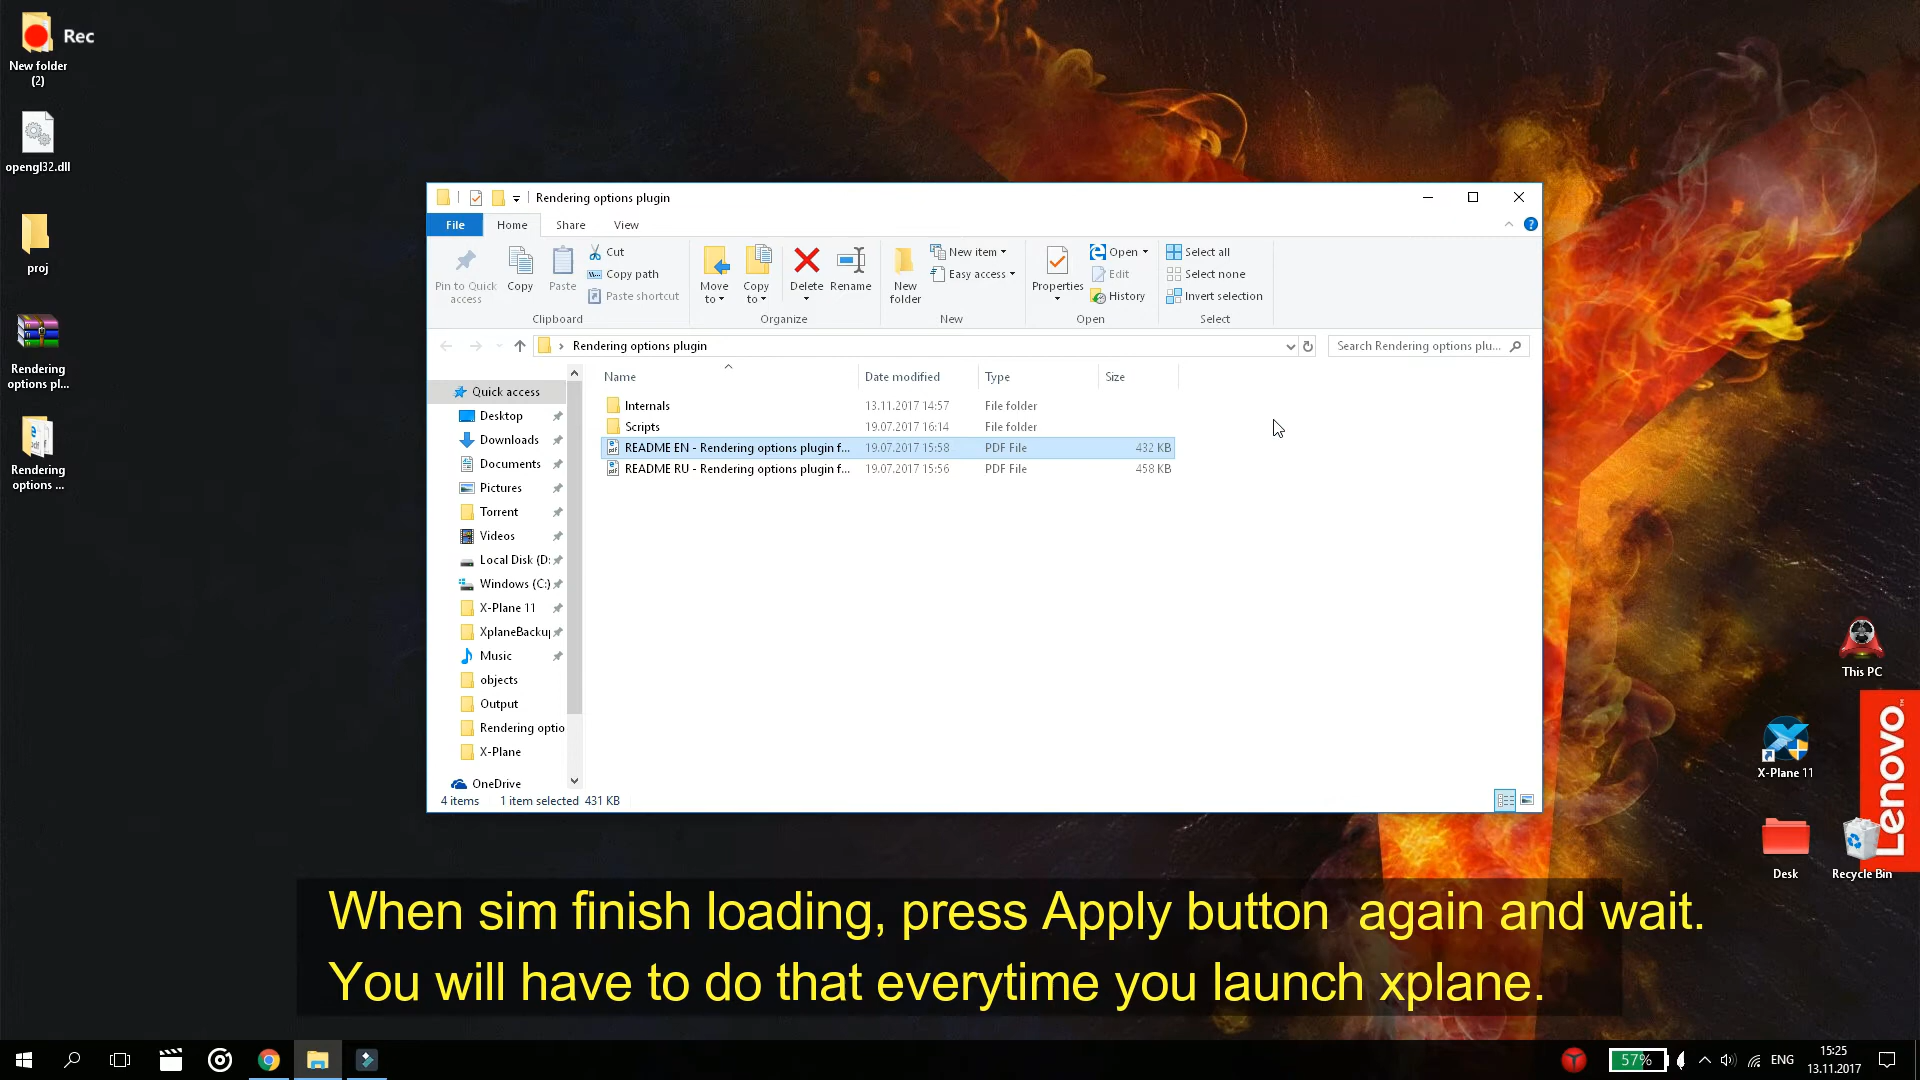 Rec
New folder
(2)
opengl32.dll
proj
Rendering
options pl...
Rendering
options ...
Rendering options plugin
File
Home
Share
View
Pin to Quick
access
Copy
Paste
Cut
Copy path
Paste shortcut
Clipboard
Move
to
Copy
to
Delete
Rename
Organize
New
folder
New item
Easy access
New
Properties
Open
Edit
History
Open
Select all
Select none
Invert selection
Select
Rendering options plugin
Search Rendering options plu...
Name
Date modified
Type
Size
Internals 13.11.2017 14:57 File folder
Scripts 19.07.2017 16:14 File folder
README EN - Rendering options plugin f... 19.07.2017 15:58 PDF File 432 KB
README RU - Rendering options plugin f... 19.07.2017 15:56 PDF File 458 KB
Quick access
Desktop
Downloads
Documents
Pictures
Torrent
Videos
Local Disk (D:
Windows (C:)
X-Plane 11
XplaneBackup
Music
objects
Output
Rendering optio
X-Plane
OneDrive
4 items 1 item selected 431 KB
This PC
X-Plane 11
Lenovo™
Desk
Recycle Bin
When sim finish loading, press Apply button again and wait.
You will have to do that everytime you launch xplane.
57%
ENG
15:25
13.11.2017